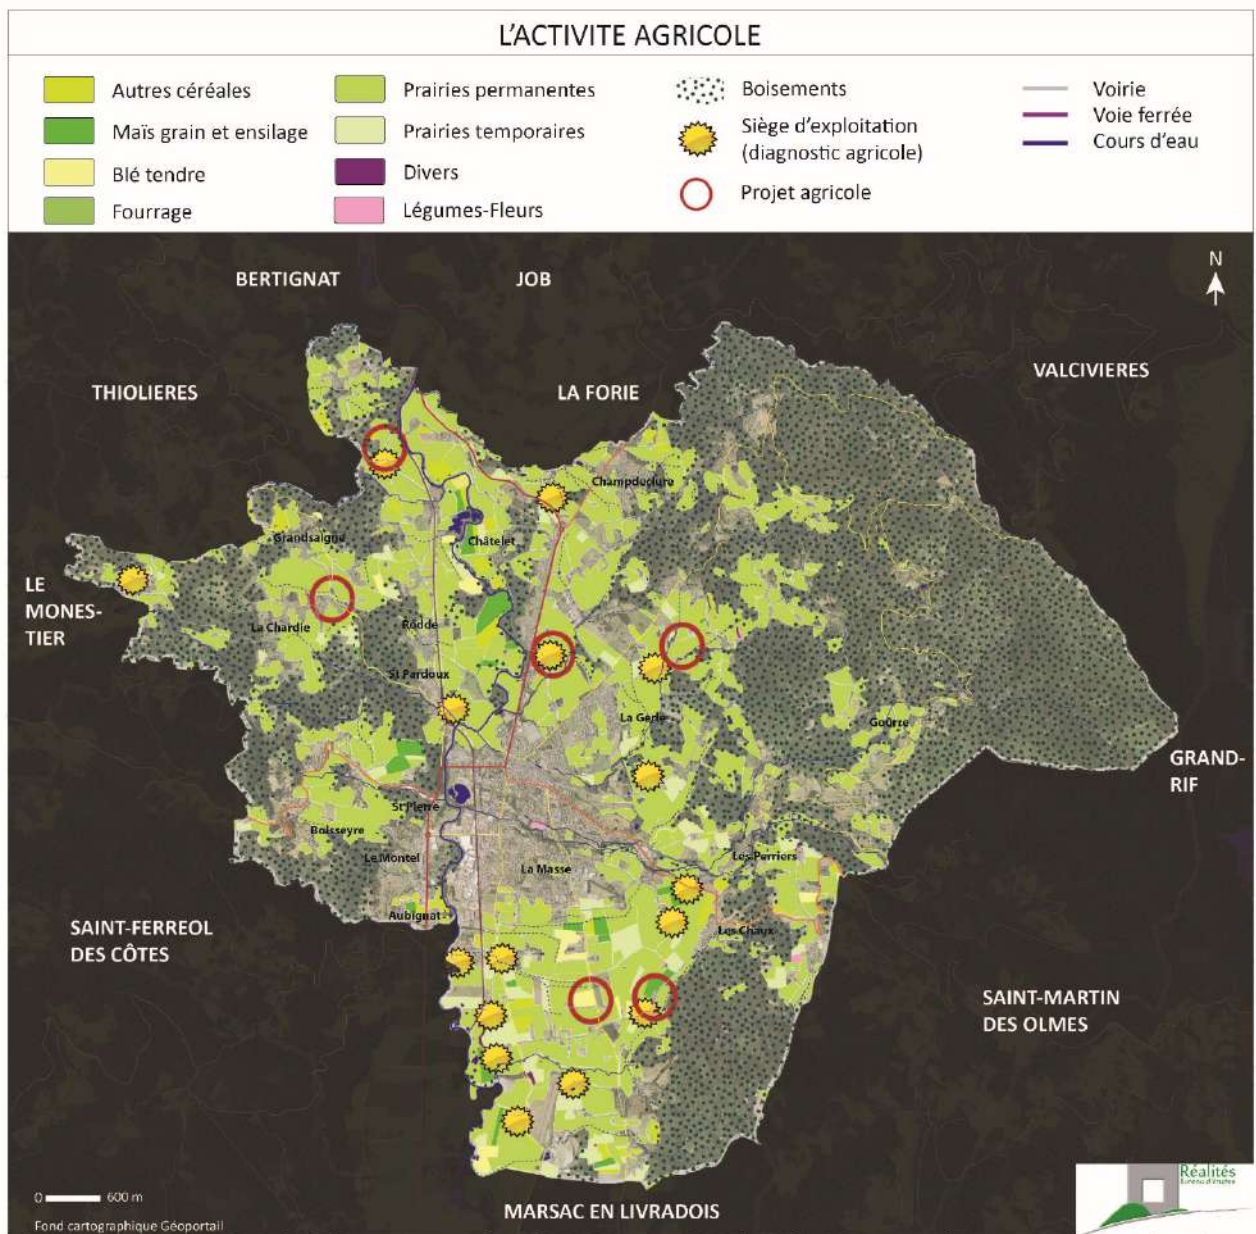 L'ACTIVITE AGRICOLE
Autres céréales
Maïs grain et ensilage
Blé tendre
Fourrage
Prairies permanentes
Prairies temporaires
Divers
Légumes-Fleurs
Boisements
Siège d'exploitation
(diagnostic agricole)
Projet agricole
Voirie
Voie ferrée
Cours d'eau
N
BERTIGNAT
JOB
VALCIVIERES
THIOLIERES
LA FORIE
Champdeclure
Grandsaigne
Châtelet
LE
MONES-
TIER
La Chardie
Rodde
St Pardoux
La Gerle
Gourre
GRAND-
RIF
St Pierre
Boisseyre
Le Montel
La Masse
Les Perriers
Aubignat
Les Chaux
SAINT-FERREOL
DES CÔTES
SAINT-MARTIN
DES OLMES
MARSAC EN LIVRADOIS
0 600 m
Fond cartographique Géoportail
Réalités
Bureau d'études